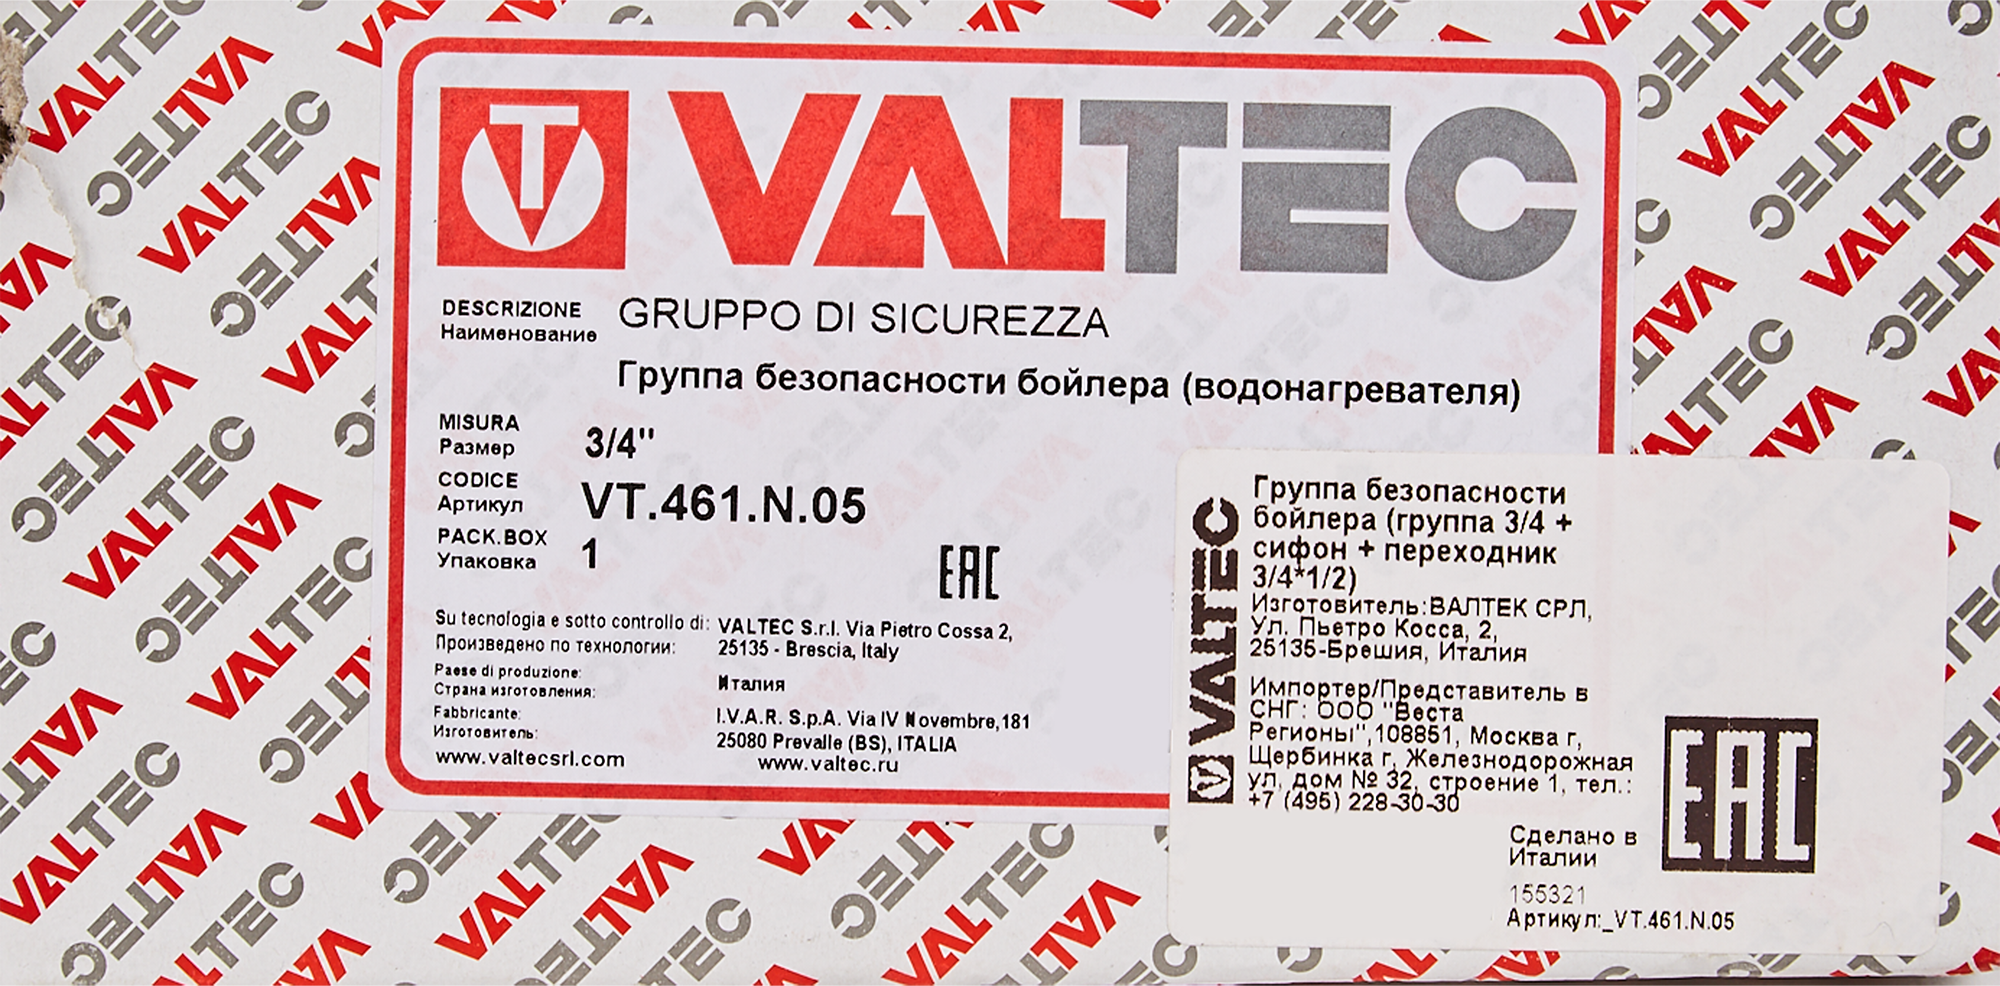 VALTEC
DESCRIZIONE GRUPPO DI SICUREZZA
Наименование
Группа безопасности бойлера (водонагревателя)
MISURA
Размер 3/4"
CODICE
Артикул VT.461.N.05
PACK.BOX
Упаковка 1
EAC
Su tecnologia e sotto controllo di: VALTEC S.r.l. Via Pietro Cossa 2,
Произведено по технологии: 25135 - Brescia, Italy
Paese di produzione:
Страна изготовления: Италия
Fabbricante: I.V.A.R. S.p.A. Via IV Novembre,181
Изготовитель: 25080 Prevalle (BS), ITALIA
www.valtecsrl.com www.valtec.ru
VALTEC
Группа безопасности
бойлера (группа 3/4 +
сифон + переходник
3/4*1/2)
Изготовитель:ВАЛТЕК СРЛ,
Ул. Пьетро Косса, 2,
25135-Брешия, Италия
Импортер/Представитель в
СНГ: ООО "Веста
Регионы",108851, Москва г,
Щербинка г, Железнодорожная
ул, дом № 32, строение 1, тел.:
+7 (495) 228-30-30
EAC
Сделано в
Италии
155321
Артикул:_VT.461.N.05